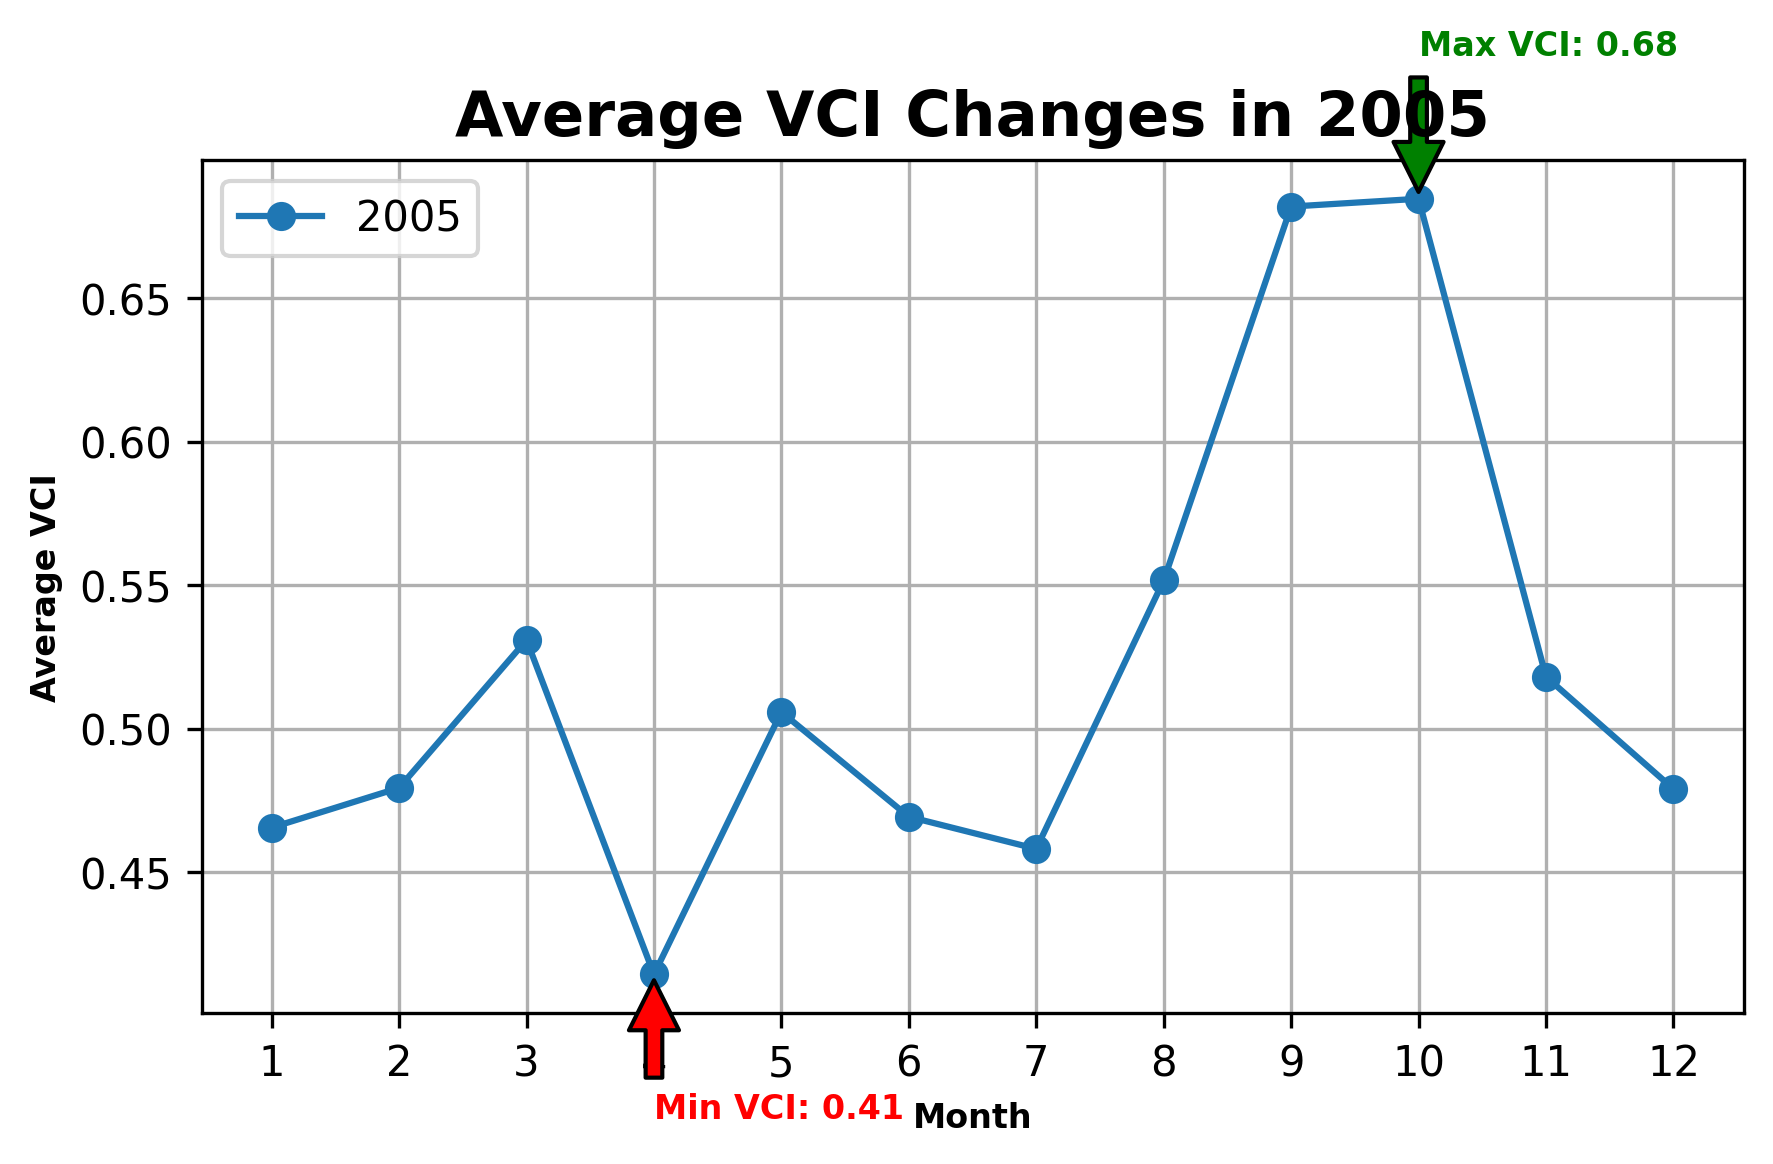 Max VCI: 0.68
Average VCI Changes in 2005
2005
0.65
0.60
0.55
0.50
0.45
Average VCI
1 2 3 5 6 7 8 9 10 11 12
Min VCI: 0.41
Month